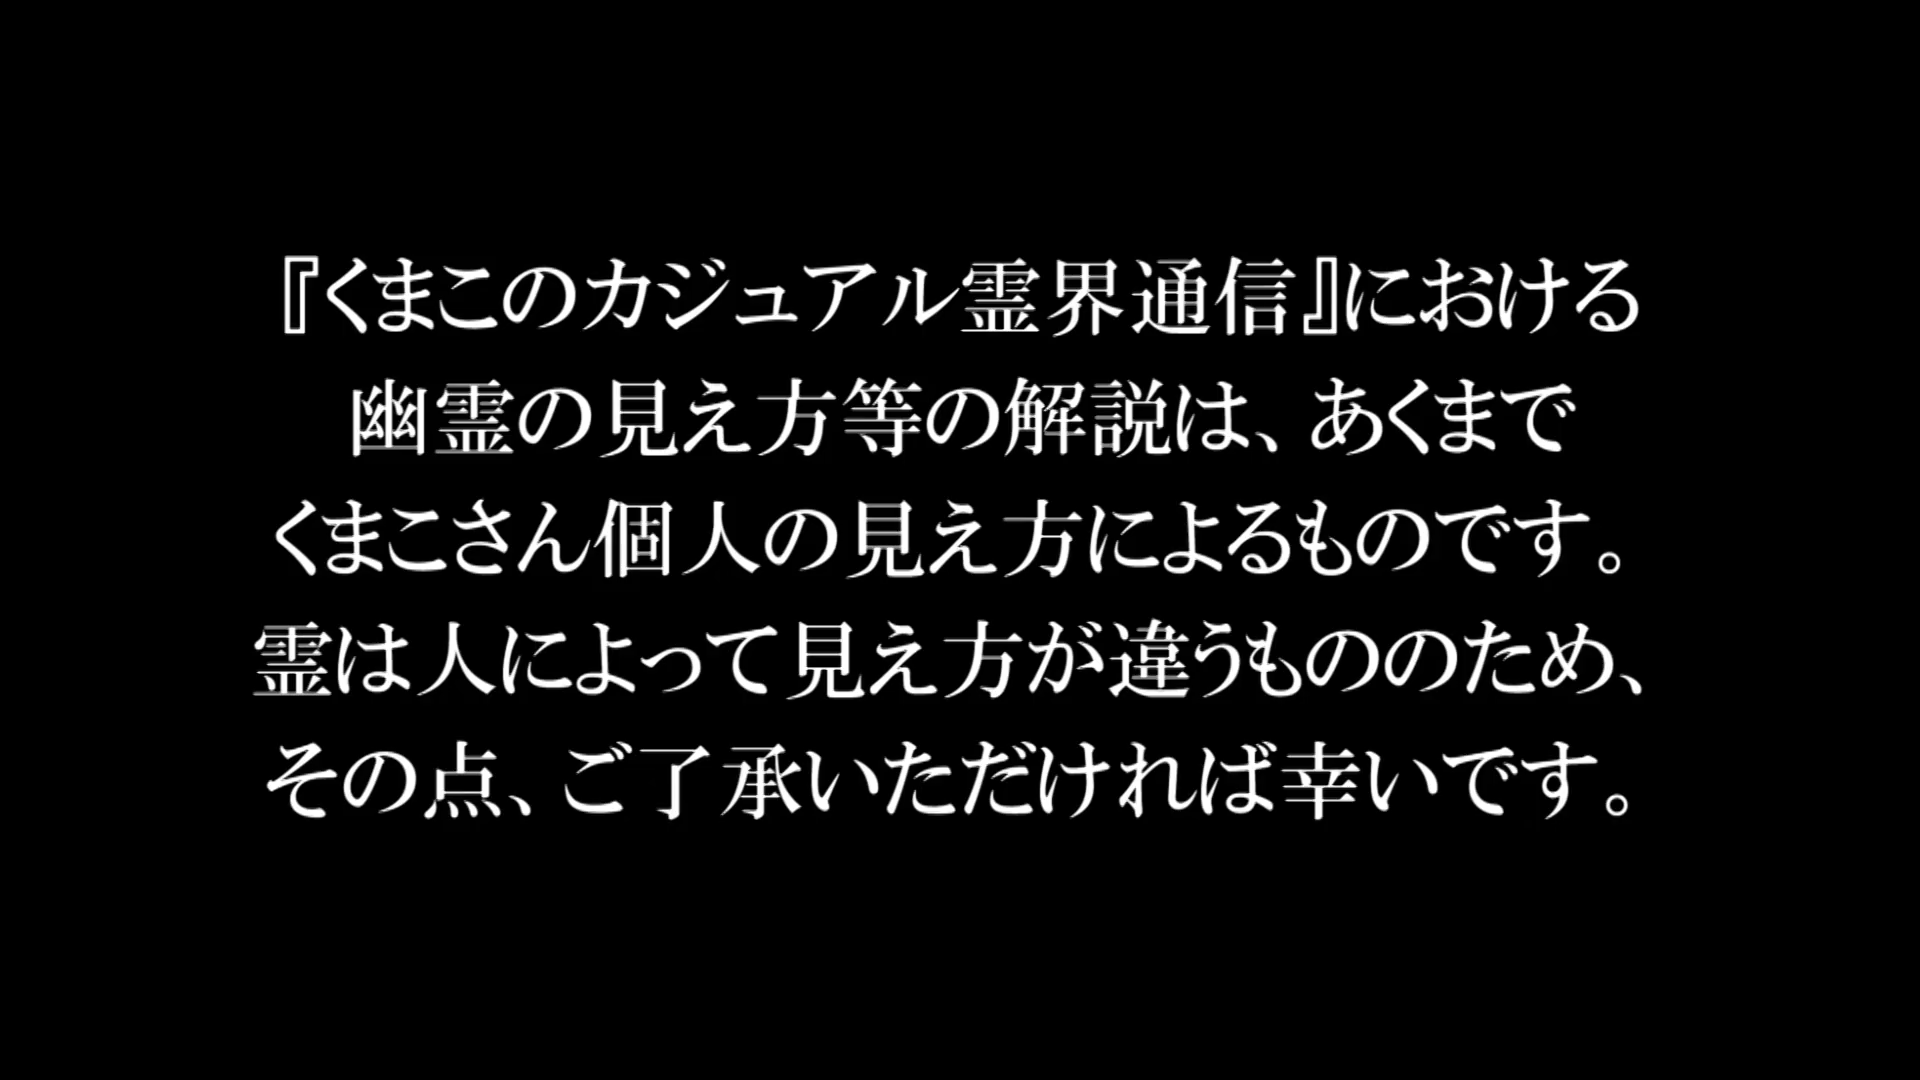 『くまこのカジュアル霊界通信』における
幽霊の見え方等の解説は、あくまで
くまこさん個人の見え方によるものです。
霊は人によって見え方が違うもののため、
その点、ご了承いただければ幸いです。